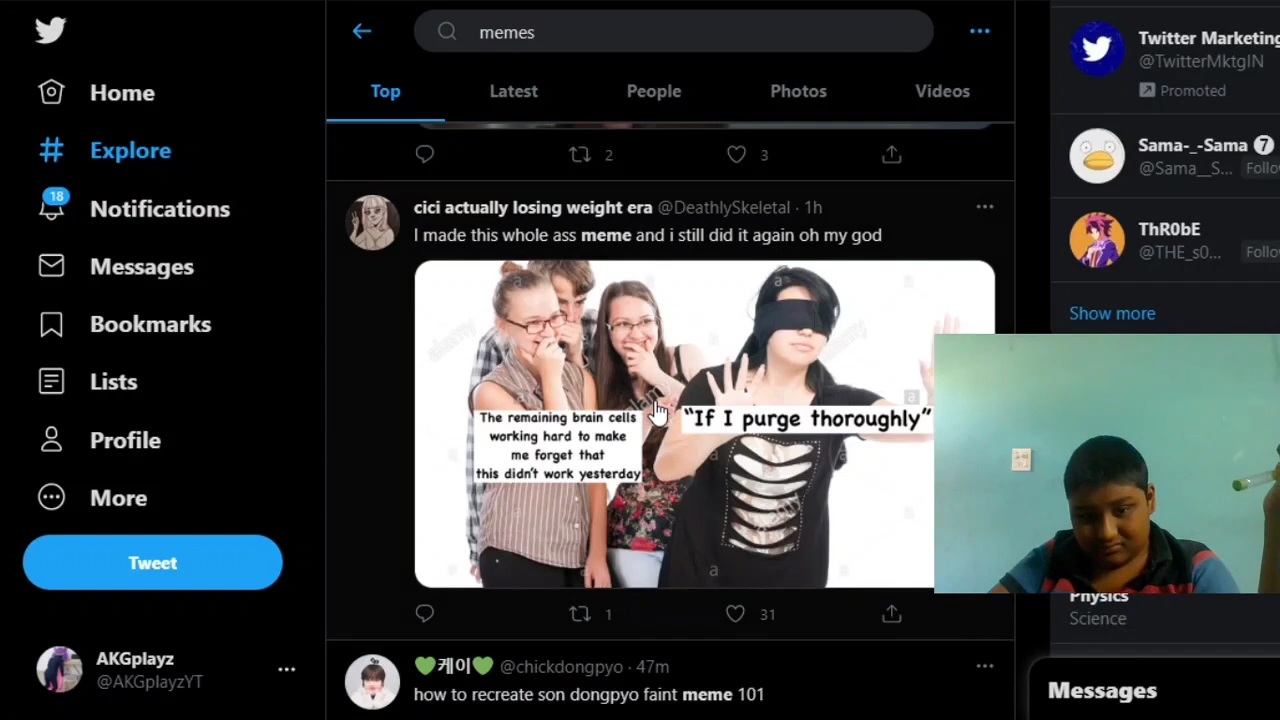 memes
Top
Latest
People
Photos
Videos
Home
Explore
18
Notifications
Messages
Bookmarks
Lists
Profile
More
Tweet
AKGplayz
@AKGplayzYT
2
3
cici actually losing weight era @DeathlySkeletal · 1h
I made this whole ass meme and i still did it again oh my god
The remaining brain cells
working hard to make
me forget that
this didn't work yesterday
“If I purge thoroughly”
a
alamy
1
31
💚케이💚 @chickdongpyo · 47m
how to recreate son dongpyo faint meme 101
Twitter Marketing
@TwitterMktgIN
Promoted
Sama-_-Sama 7
@Sama__S...
Follo
ThR0bE
@THE_s0...
Follo
Show more
Physics
Science
Messages